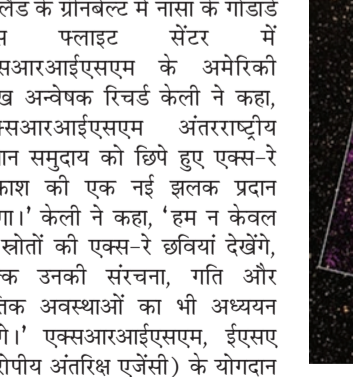 लैंड के ग्रीनबेल्ट में नासा के गोडार्ड
फ्लाइट सेंटर में
सआरआईएसएम के अमेरिकी
अन्वेषक रिचर्ड केली ने कहा,
क्सआरआईएसएम अंतरराष्ट्रीय
ान समुदाय को छिपे हुए एक्स-रे
काश की एक नई झलक प्रदान
गा।' केली ने कहा, 'हम न केवल
स्रोतों की एक्स-रे छवियां देखेंगे,
क उनकी संरचना, गति और
तिक अवस्थाओं का भी अध्ययन
गे।' एक्सआरआईएसएम, ईएसए
रोपीय अंतरिक्ष एजेंसी) के योगदान